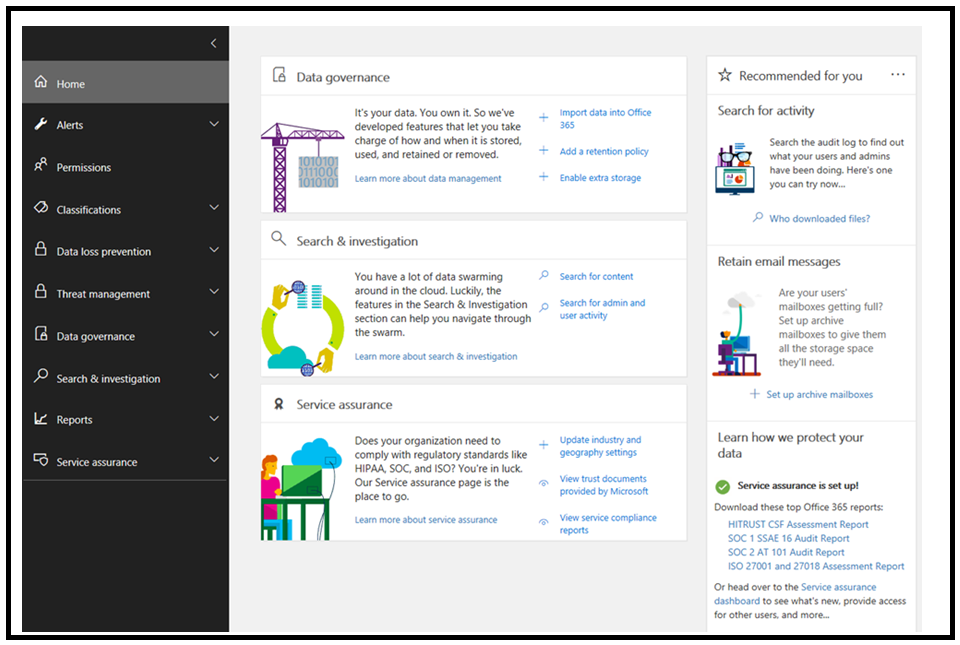 Home
Alerts
Permissions
Classifications
Data loss prevention
Threat management
Data governance
Search & investigation
Reports
Service assurance
Data governance
It's your data. You own it. So we've
developed features that let you take
charge of how and when it is stored,
used, and retained or removed.
Learn more about data management
Import data into Office
365
Add a retention policy
Enable extra storage
010101
011100
010101
Search & investigation
You have a lot of data swarming
around in the cloud. Luckily, the
features in the Search & Investigation
section can help you navigate through
the swarm.
Learn more about search & investigation
Search for content
Search for admin and
user activity
Service assurance
Does your organization need to
comply with regulatory standards like
HIPAA, SOC, and ISO? You're in luck.
Our Service assurance page is the
place to go.
Learn more about service assurance
Update industry and
geography settings
View trust documents
provided by Microsoft
View service compliance
reports
Recommended for you
Search for activity
Search the audit log to find out
what your users and admins
have been doing. Here's one
you can try now...
Who downloaded files?
Retain email messages
Are your users'
mailboxes getting full?
Set up archive
mailboxes to give them
all the storage space
they'll need.
Set up archive mailboxes
Learn how we protect your
data
Service assurance is set up!
Download these top Office 365 reports:
HITRUST CSF Assessment Report
SOC 1 SSAE 16 Audit Report
SOC 2 AT 101 Audit Report
ISO 27001 and 27018 Assessment Report
Or head over to the Service assurance
dashboard to see what's new, provide access
for other users, and more...